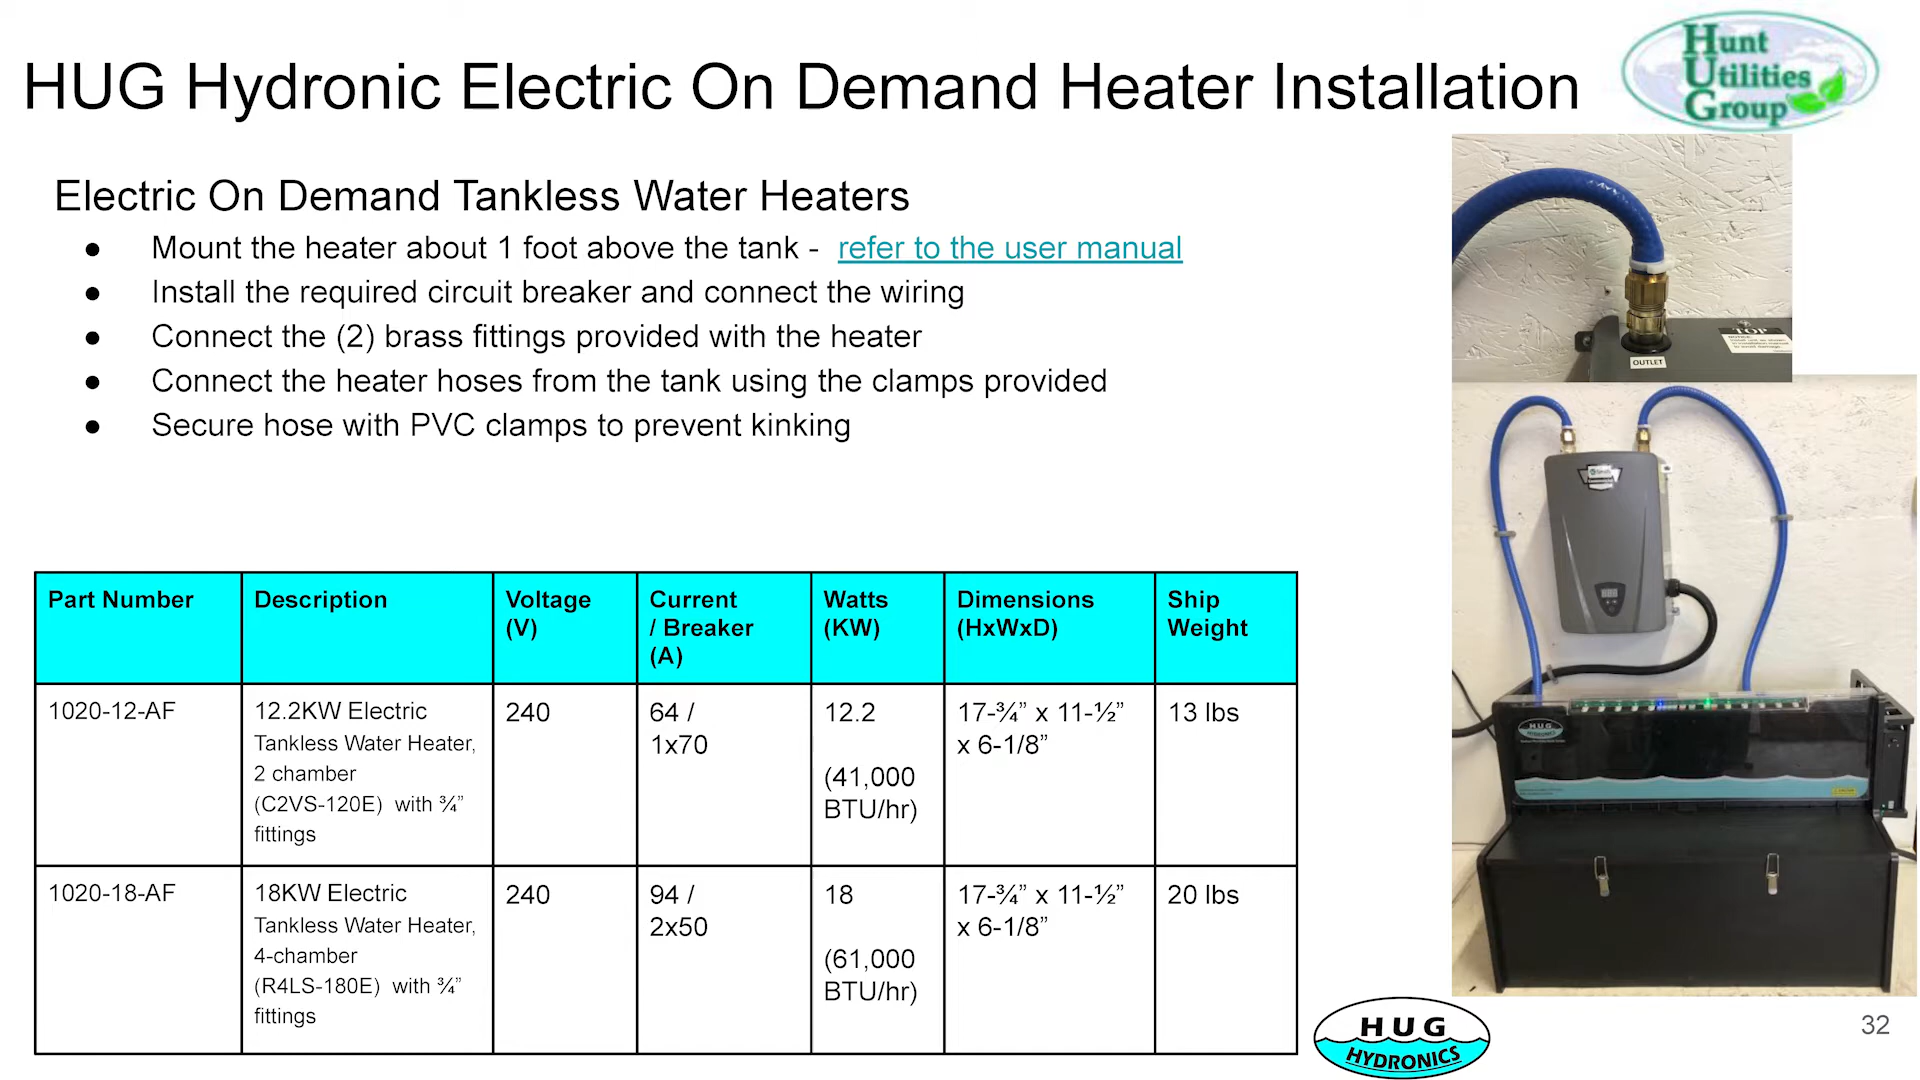 HUG Hydronic Electric On Demand Heater Installation
Hunt
Utilities
Group
Electric On Demand Tankless Water Heaters
● Mount the heater about 1 foot above the tank - refer to the user manual
● Install the required circuit breaker and connect the wiring
● Connect the (2) brass fittings provided with the heater
● Connect the heater hoses from the tank using the clamps provided
● Secure hose with PVC clamps to prevent kinking
TOP
OUTLET
Part Number Description Voltage (V) Current / Breaker (A) Watts (KW) Dimensions (HxWxD) Ship Weight
1020-12-AF 12.2KW Electric Tankless Water Heater, 2 chamber (C2VS-120E) with ¾” fittings 240 64 / 1x70 12.2 (41,000 BTU/hr) 17-¾” x 11-½” x 6-1/8” 13 lbs
1020-18-AF 18KW Electric Tankless Water Heater, 4-chamber (R4LS-180E) with ¾” fittings 240 94 / 2x50 18 (61,000 BTU/hr) 17-¾” x 11-½” x 6-1/8” 20 lbs
HUG
HYDRONICS
HUG
HYDRONICS
32